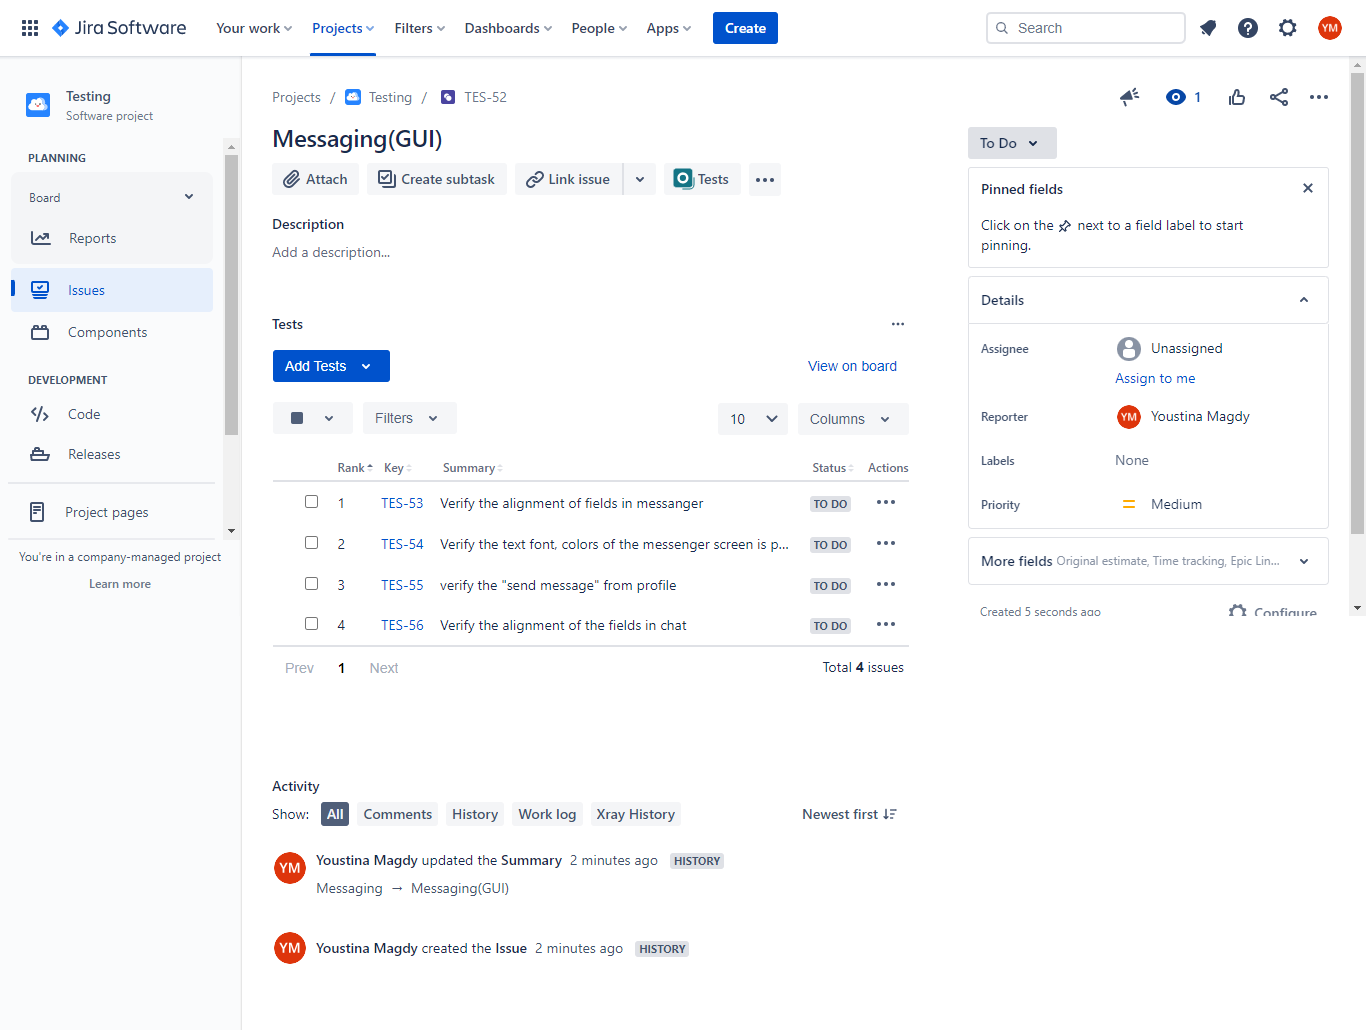 Jira Software Your work Projects Filters Dashboards People Apps Create Search YM
Testing
Software project
PLANNING
Board
Reports
Issues
Components
DEVELOPMENT
Code
Releases
Project pages
You're in a company-managed project
Learn more
Projects / Testing / TES-52
1
Messaging(GUI)
Attach Create subtask Link issue Tests
Description
Add a description...
Tests
Add Tests View on board
Filters 10 Columns
Rank Key Summary Status Actions
1 TES-53 Verify the alignment of fields in messanger TO DO
2 TES-54 Verify the text font, colors of the messenger screen is p... TO DO
3 TES-55 verify the "send message" from profile TO DO
4 TES-56 Verify the alignment of the fields in chat TO DO
Prev 1 Next Total 4 issues
Activity
Show: All Comments History Work log Xray History Newest first
YM Youstina Magdy updated the Summary 2 minutes ago HISTORY
Messaging → Messaging(GUI)
YM Youstina Magdy created the Issue 2 minutes ago HISTORY
To Do
Pinned fields
Click on the next to a field label to start
pinning.
Details
Assignee Unassigned
Assign to me
Reporter YM Youstina Magdy
Labels None
Priority Medium
More fields Original estimate, Time tracking, Epic Lin...
Created 5 seconds ago Configure